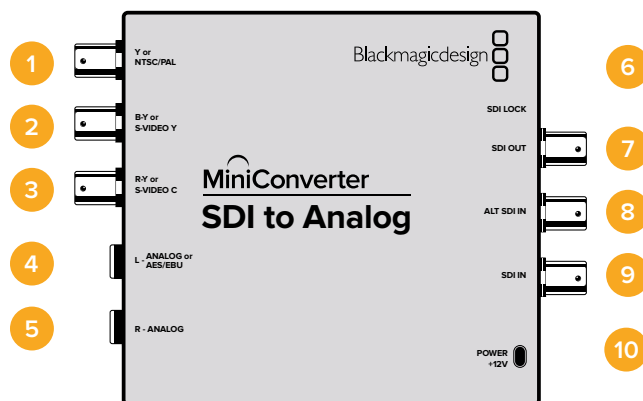 1
Y or
NTSC/PAL
2
B-Y or
S-VIDEO Y
3
R-Y or
S-VIDEO C
4
L - ANALOG or
AES/EBU
5
R - ANALOG
Blackmagicdesign
MiniConverter
SDI to Analog
SDI LOCK
6
SDI OUT
7
ALT SDI IN
8
SDI IN
9
POWER
+12V
10